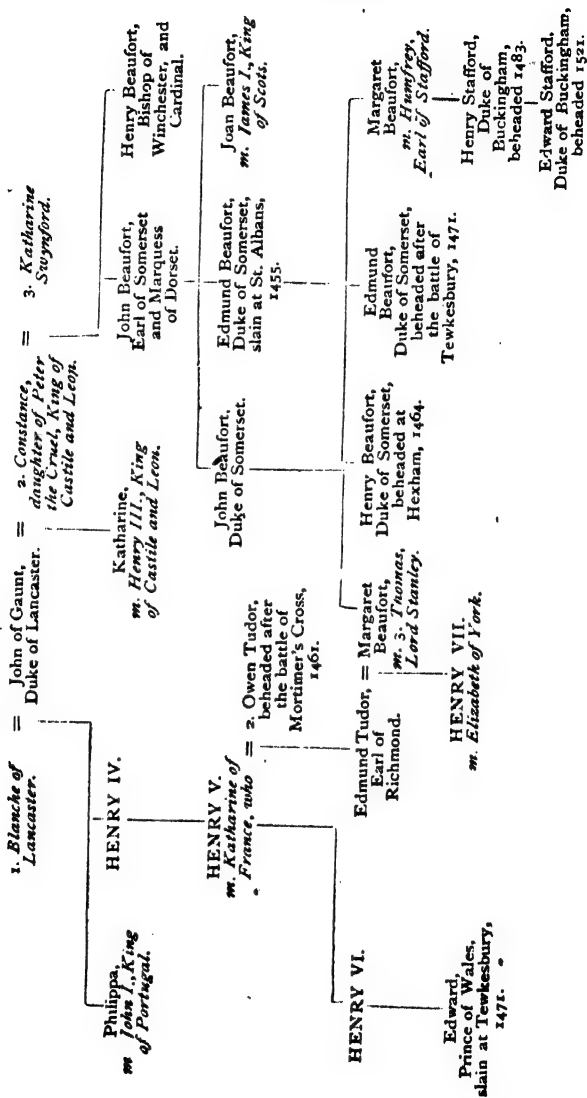 1. Blanche of
Lancaster.
=
John of Gaunt,
Duke of Lancaster.
=
2. Constance,
daughter of Peter
the Cruel, King of
Castile and Leon.
=
3. Katharine
Swynford.
Philippa,
m John I., King
of Portugal.
HENRY IV.
Katharine,
m. Henry III., King
of Castile and Leon.
John Beaufort,
Earl of Somerset
and Marquess
of Dorset.
Henry Beaufort,
Bishop of
Winchester, and
Cardinal.
HENRY V.
m. Katharine of
France, who
=
2. Owen Tudor,
beheaded after
the battle of
Mortimer's Cross,
1461.
John Beaufort,
Duke of Somerset.
Edmund Beaufort,
Duke of Somerset,
slain at St. Albans,
1455.
Joan Beaufort,
m. James I., King
of Scots.
HENRY VI.
Edmund Tudor,
Earl of
Richmond.
=
Margaret
Beaufort,
m. 3. Thomas,
Lord Stanley.
Henry Beaufort,
Duke of Somerset,
beheaded at
Hexham, 1464.
Edmund
Beaufort,
Duke of Somerset,
beheaded after
the battle of
Tewkesbury, 1471.
Margaret
Beaufort,
m. Humfrey,
Earl of Stafford.
Edward,
Prince of Wales,
slain at Tewkesbury,
1471.
HENRY VII.
m. Elizabeth of York.
Henry Stafford,
Duke of
Buckingham,
beheaded 1483.
Edward Stafford,
Duke of Buckingham,
beheaded 1521.